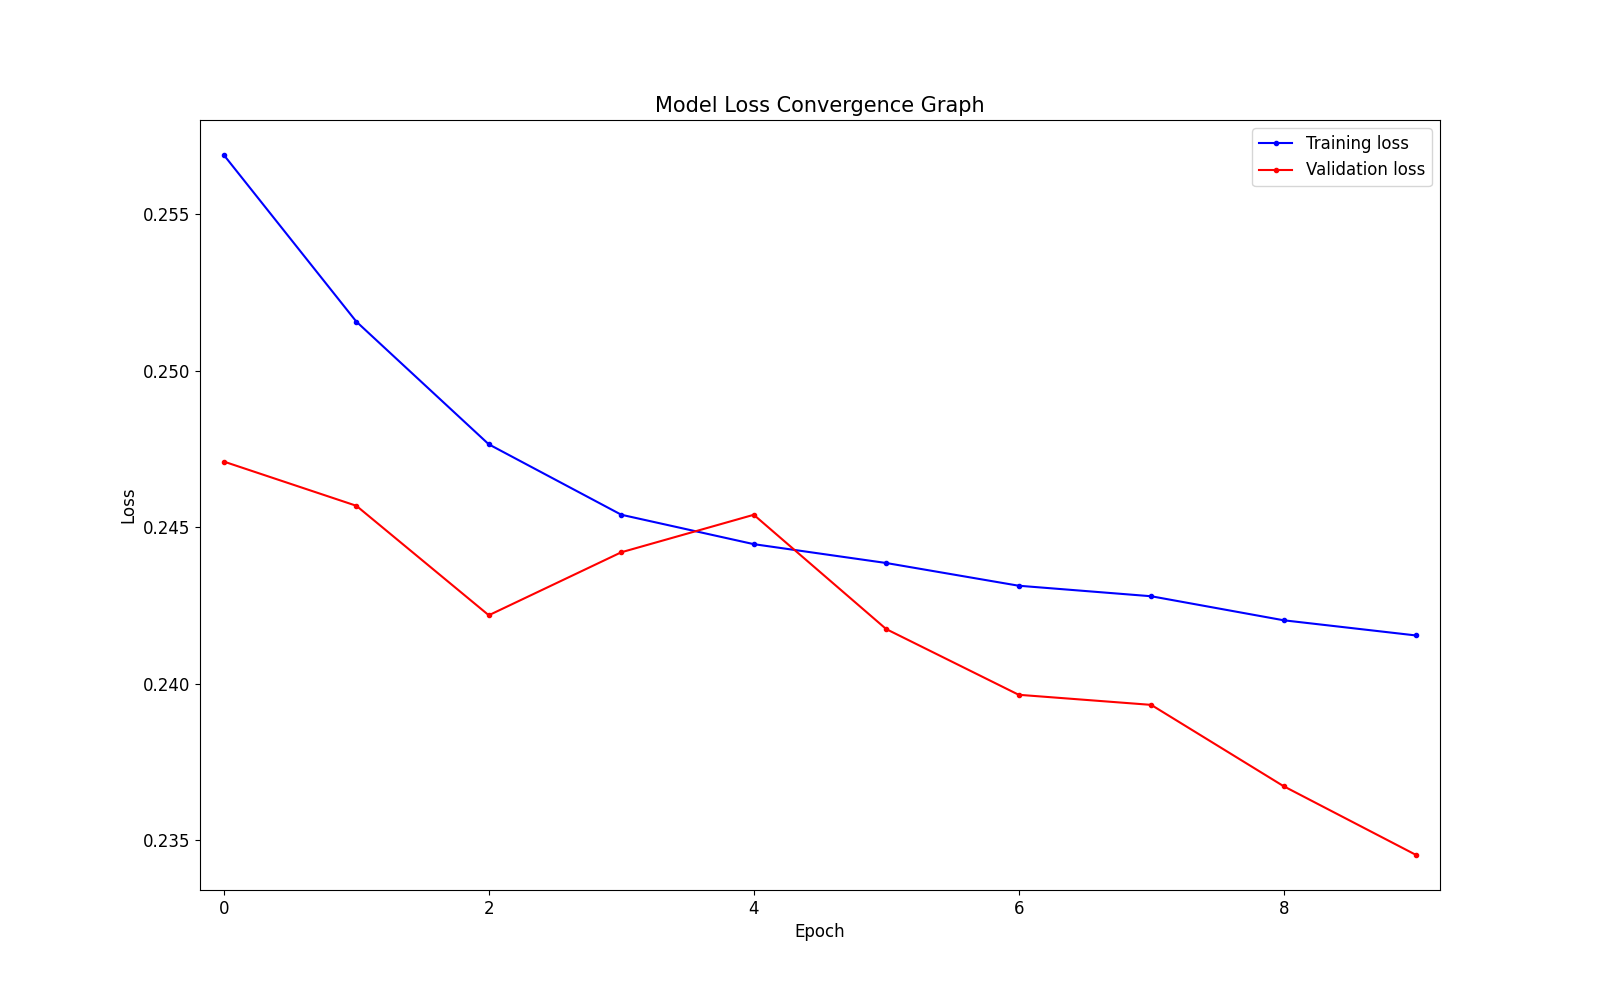 Model Loss Convergence Graph
Training loss
Validation loss
0.255
0.250
0.245
0.240
0.235
Loss
0 2 4 6 8
Epoch